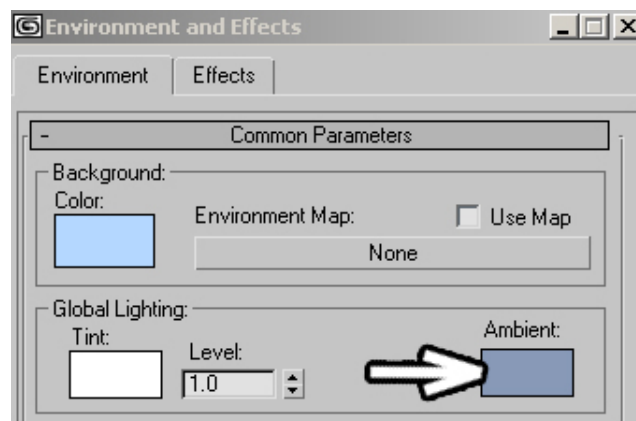 Environment and Effects
Environment Effects
- Common Parameters
Background:
Color:
Environment Map: Use Map
None
Global Lighting:
Tint: Level: Ambient:
1.0